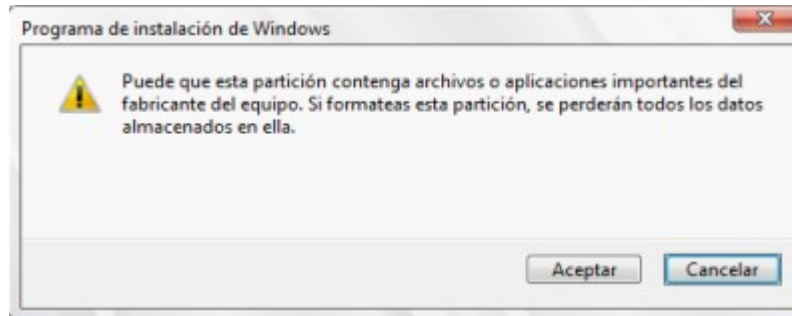 Programa de instalación de Windows
Puede que esta partición contenga archivos o aplicaciones importantes del
fabricante del equipo. Si formateas esta partición, se perderán todos los datos
almacenados en ella.
Aceptar
Cancelar